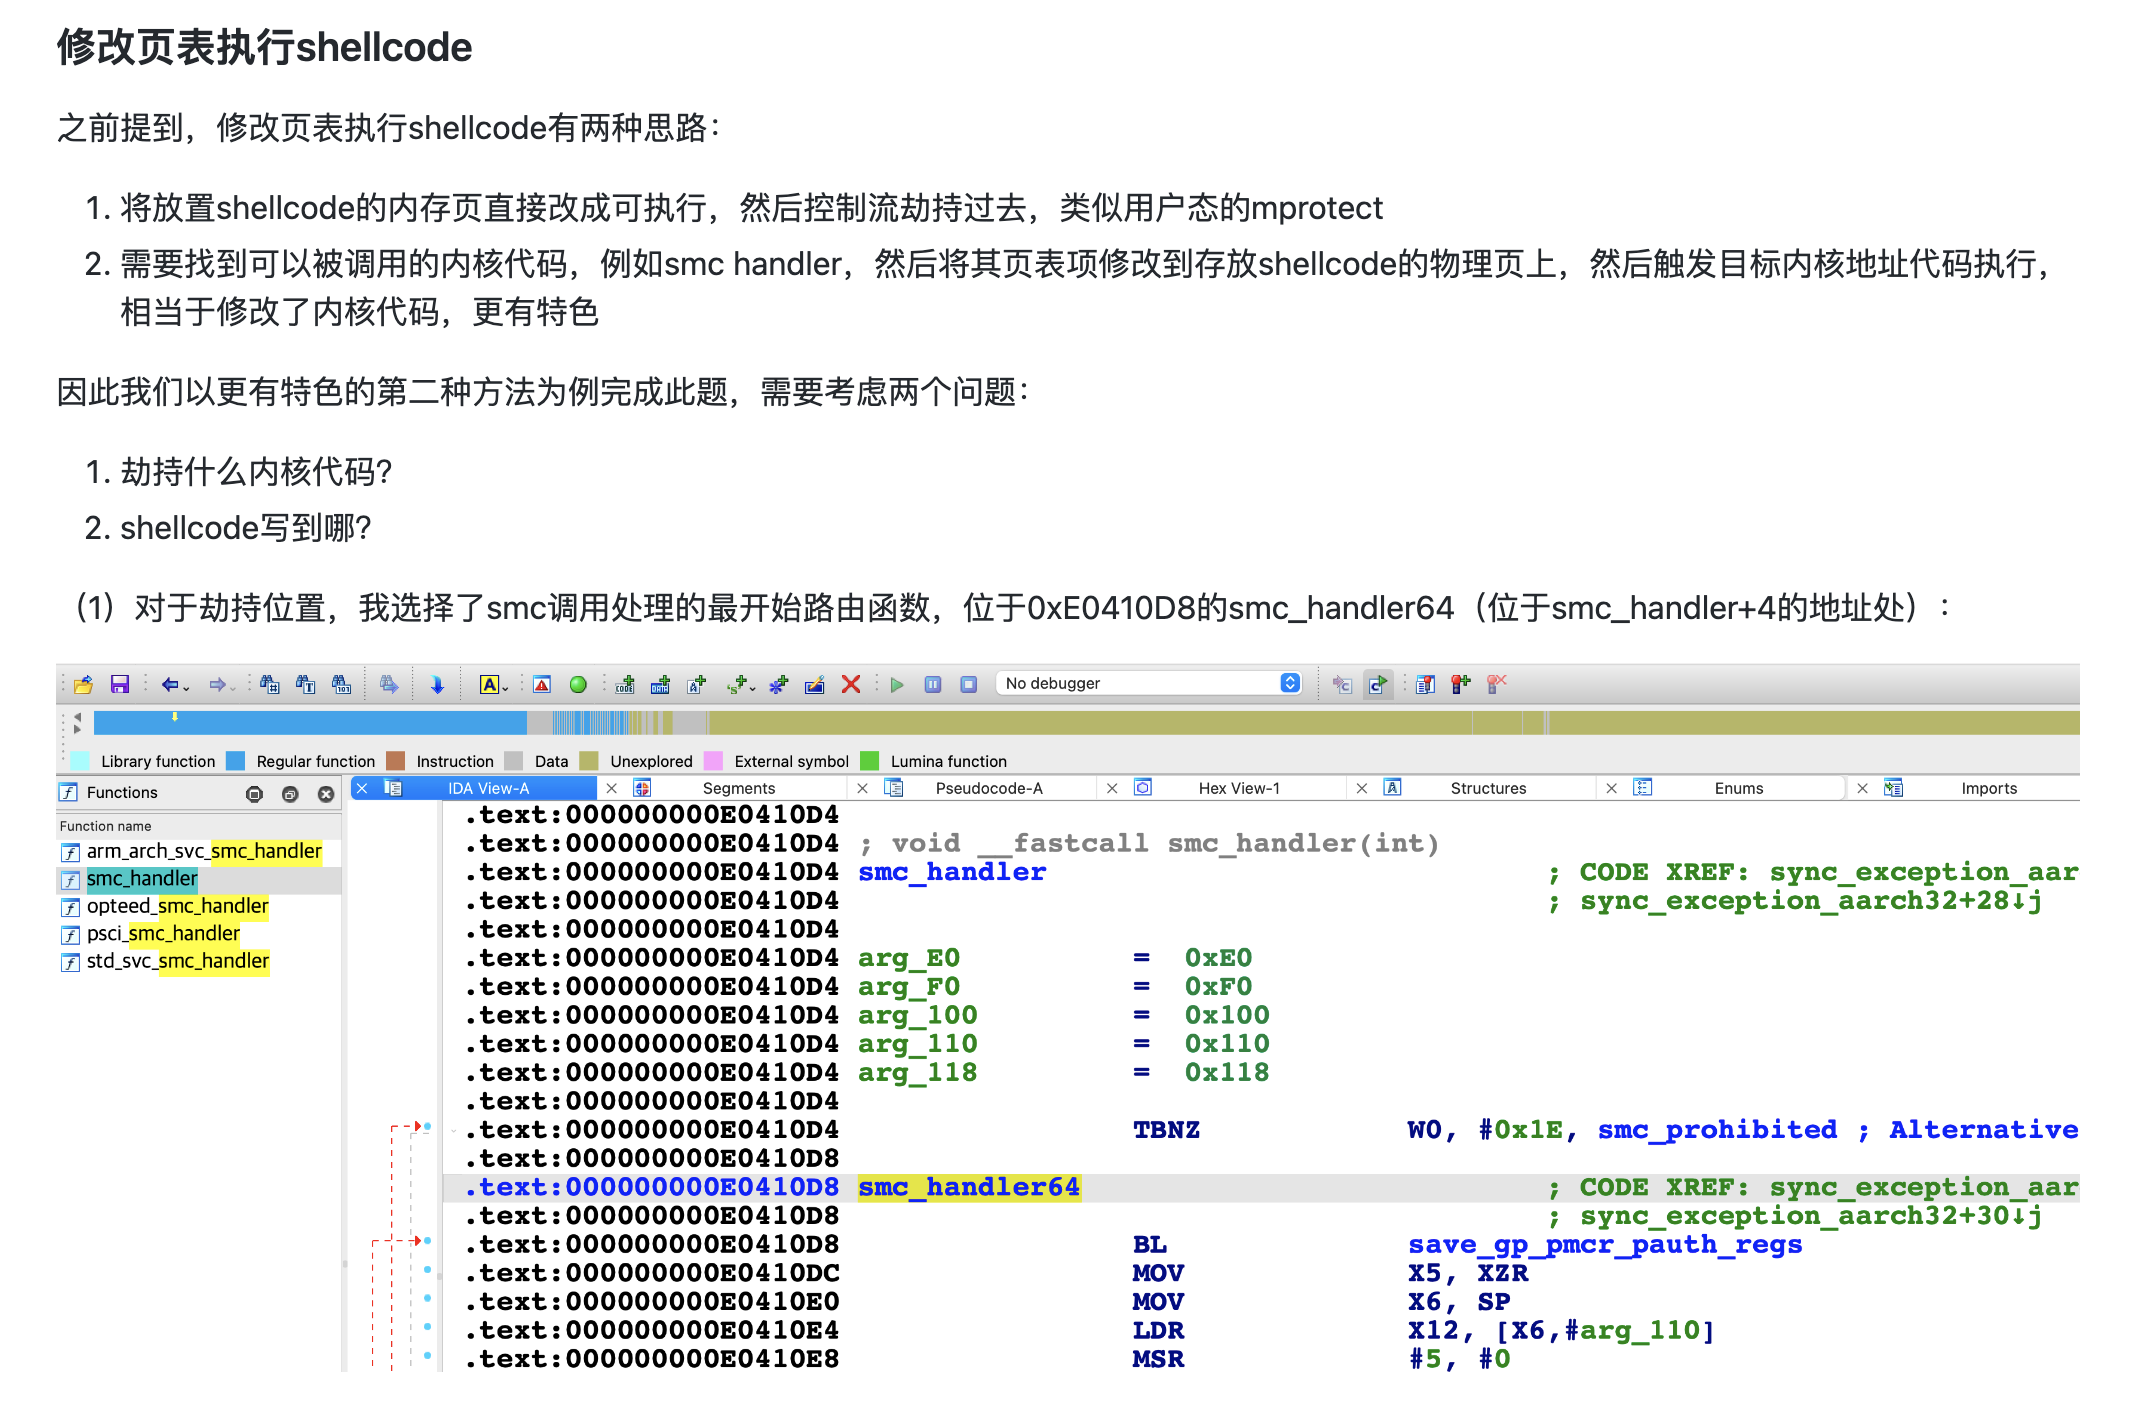 修改页表执行shellcode
之前提到，修改页表执行shellcode有两种思路：
1. 将放置shellcode的内存页直接改成可执行，然后控制流劫持过去，类似用户态的mprotect
2. 需要找到可以被调用的内核代码，例如smc handler，然后将其页表项修改到存放shellcode的物理页上，然后触发目标内核地址代码执行，
相当于修改了内核代码，更有特色
因此我们以更有特色的第二种方法为例完成此题，需要考虑两个问题：
1. 劫持什么内核代码？
2. shellcode写到哪？
（1）对于劫持位置，我选择了smc调用处理的最开始路由函数，位于0xE0410D8的smc_handler64（位于smc_handler+4的地址处）：
No debugger
Library function Regular function Instruction Data Unexplored External symbol Lumina function
Functions IDA View-A Segments Pseudocode-A Hex View-1 Structures Enums Imports
Function name
arm_arch_svc_smc_handler
smc_handler
opteed_smc_handler
psci_smc_handler
std_svc_smc_handler
.text:000000000E0410D4
.text:000000000E0410D4 ; void __fastcall smc_handler(int)
.text:000000000E0410D4 smc_handler ; CODE XREF: sync_exception_aar
.text:000000000E0410D4 ; sync_exception_aarch32+28↓j
.text:000000000E0410D4
.text:000000000E0410D4 arg_E0 = 0xE0
.text:000000000E0410D4 arg_F0 = 0xF0
.text:000000000E0410D4 arg_100 = 0x100
.text:000000000E0410D4 arg_110 = 0x110
.text:000000000E0410D4 arg_118 = 0x118
.text:000000000E0410D4
.text:000000000E0410D4 TBNZ W0, #0x1E, smc_prohibited ; Alternative
.text:000000000E0410D8
.text:000000000E0410D8 smc_handler64 ; CODE XREF: sync_exception_aar
.text:000000000E0410D8 ; sync_exception_aarch32+30↓j
.text:000000000E0410D8 BL save_gp_pmcr_pauth_regs
.text:000000000E0410DC MOV X5, XZR
.text:000000000E0410E0 MOV X6, SP
.text:000000000E0410E4 LDR X12, [X6,#arg_110]
.text:000000000E0410E8 MSR #5, #0